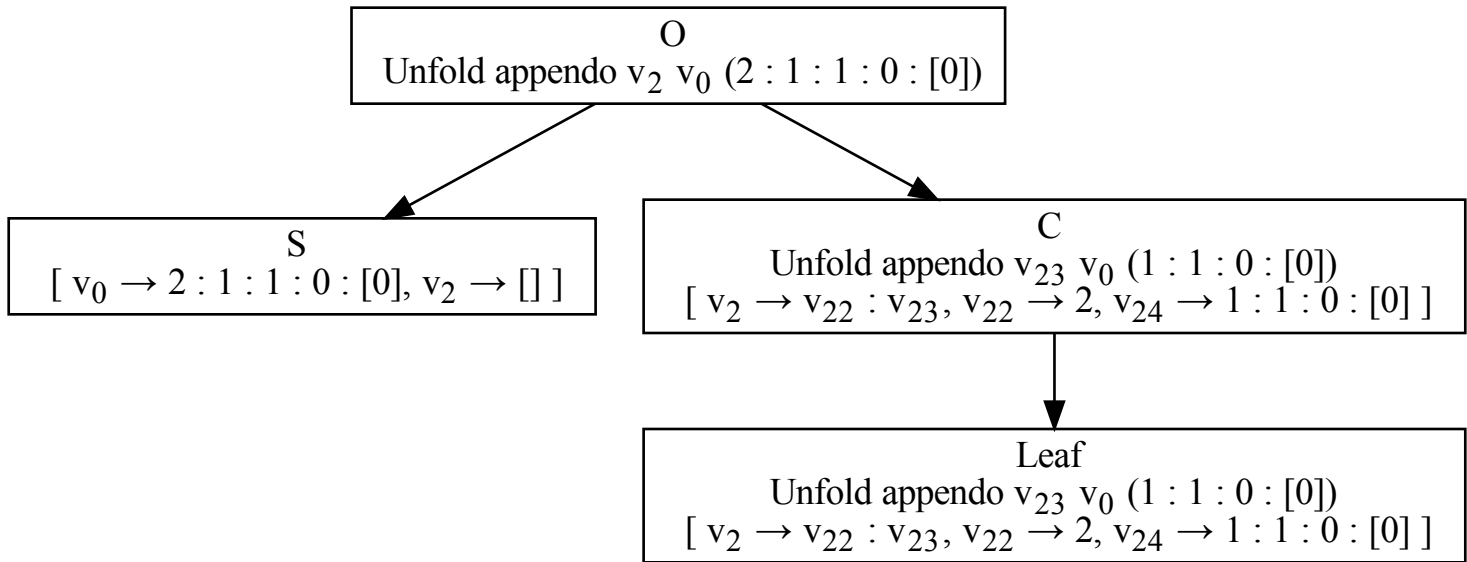 O
Unfold appendo v₂ v₀ (2 : 1 : 1 : 0 : [0])
S
[ v₀ → 2 : 1 : 1 : 0 : [0], v₂ → [] ]
C
Unfold appendo v₂₃ v₀ (1 : 1 : 0 : [0])
[ v₂ → v₂₂ : v₂₃, v₂₂ → 2, v₂₄ → 1 : 1 : 0 : [0] ]
Leaf
Unfold appendo v₂₃ v₀ (1 : 1 : 0 : [0])
[ v₂ → v₂₂ : v₂₃, v₂₂ → 2, v₂₄ → 1 : 1 : 0 : [0] ]